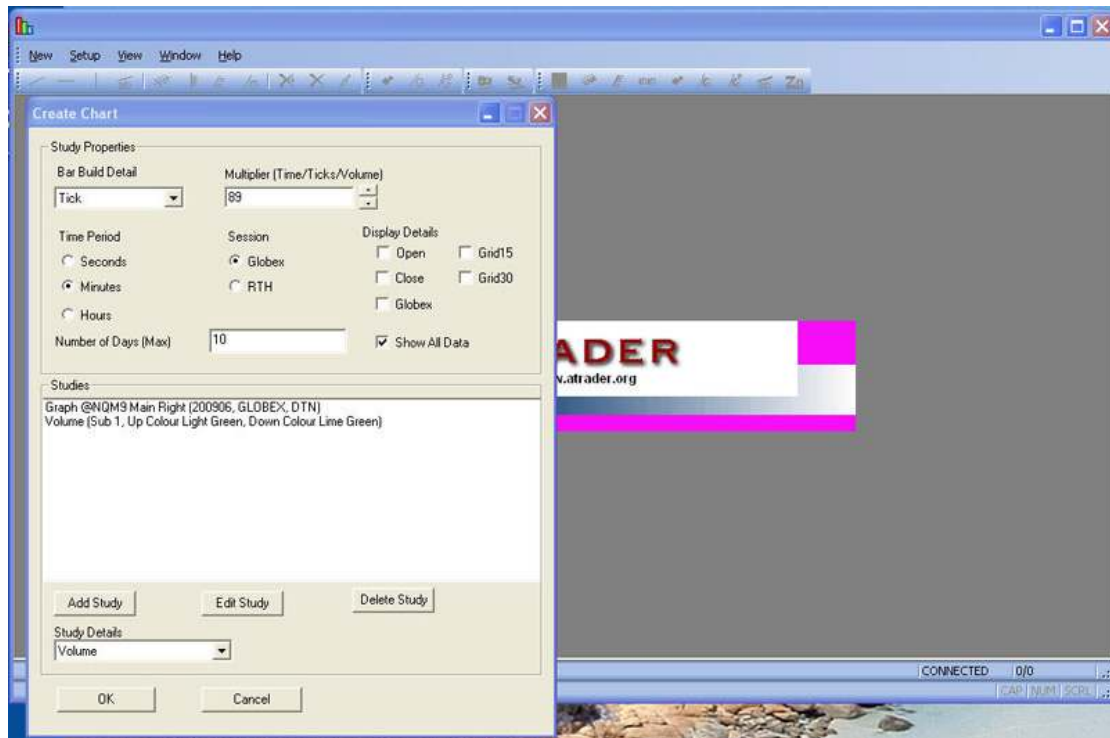 New Setup View Window Help
Zn
Create Chart
Study Properties
Bar Build Detail
Multiplier (Time/Ticks/Volume)
Tick
89
Time Period
Session
Display Details
Seconds
Globex
Open
Grid15
Minutes
RTH
Close
Grid30
Hours
Globex
Number of Days (Max)
10
Show All Data
ADER
w.atrader.org
Studies
Graph @NQM9 Main Right (200906, GLOBEX, DTN)
Volume (Sub 1, Up Colour Light Green, Down Colour Lime Green)
Add Study
Edit Study
Delete Study
Study Details
Volume
CONNECTED 0/0
CAP NUM SCRL
OK
Cancel